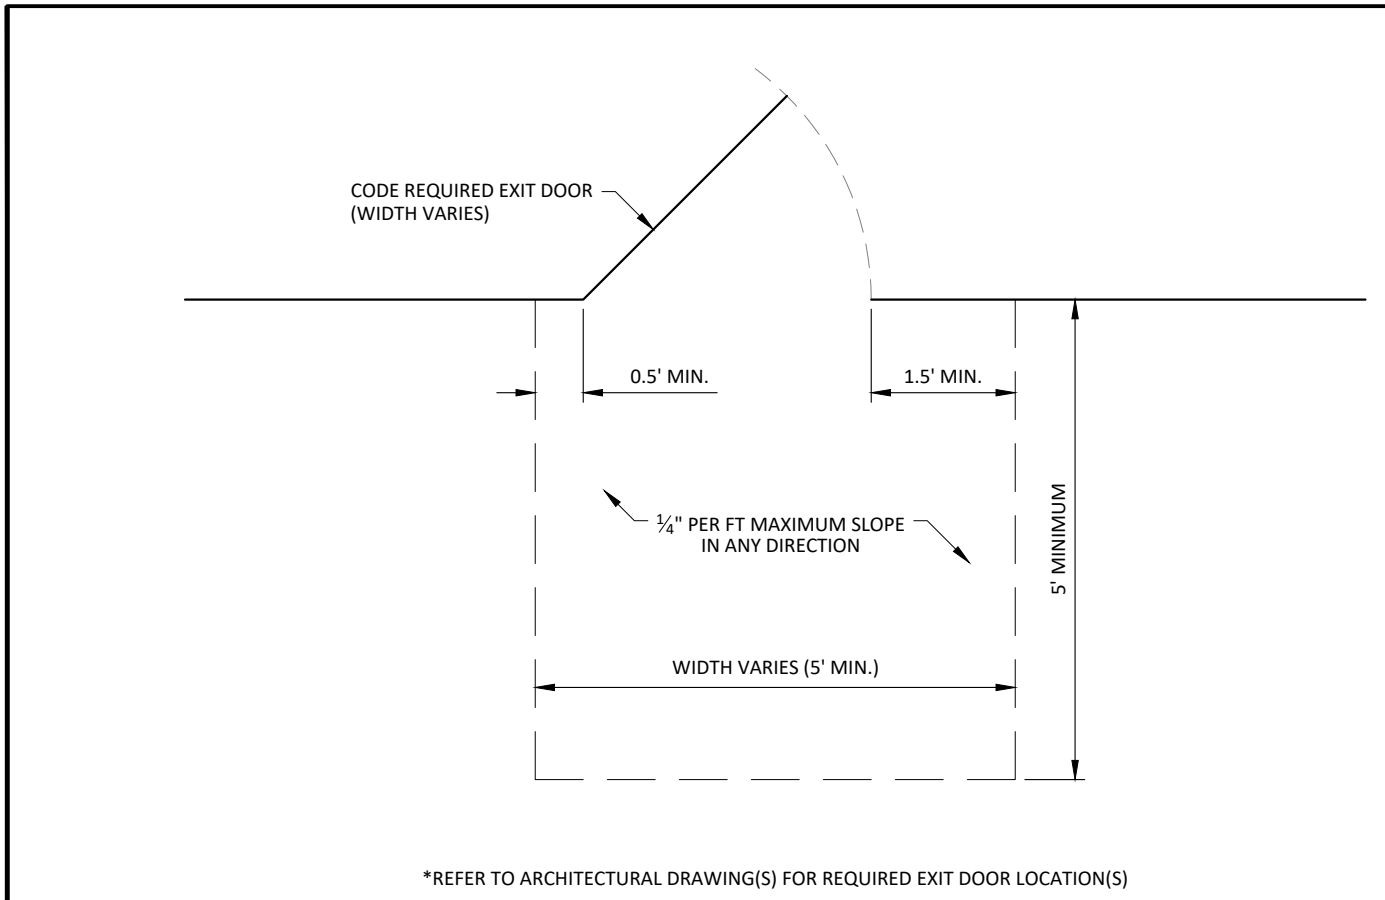 CODE REQUIRED EXIT DOOR
(WIDTH VARIES)
0.5' MIN.
1.5' MIN.
¼" PER FT MAXIMUM SLOPE
IN ANY DIRECTION
5' MINIMUM
WIDTH VARIES (5' MIN.)
*REFER TO ARCHITECTURAL DRAWING(S) FOR REQUIRED EXIT DOOR LOCATION(S)